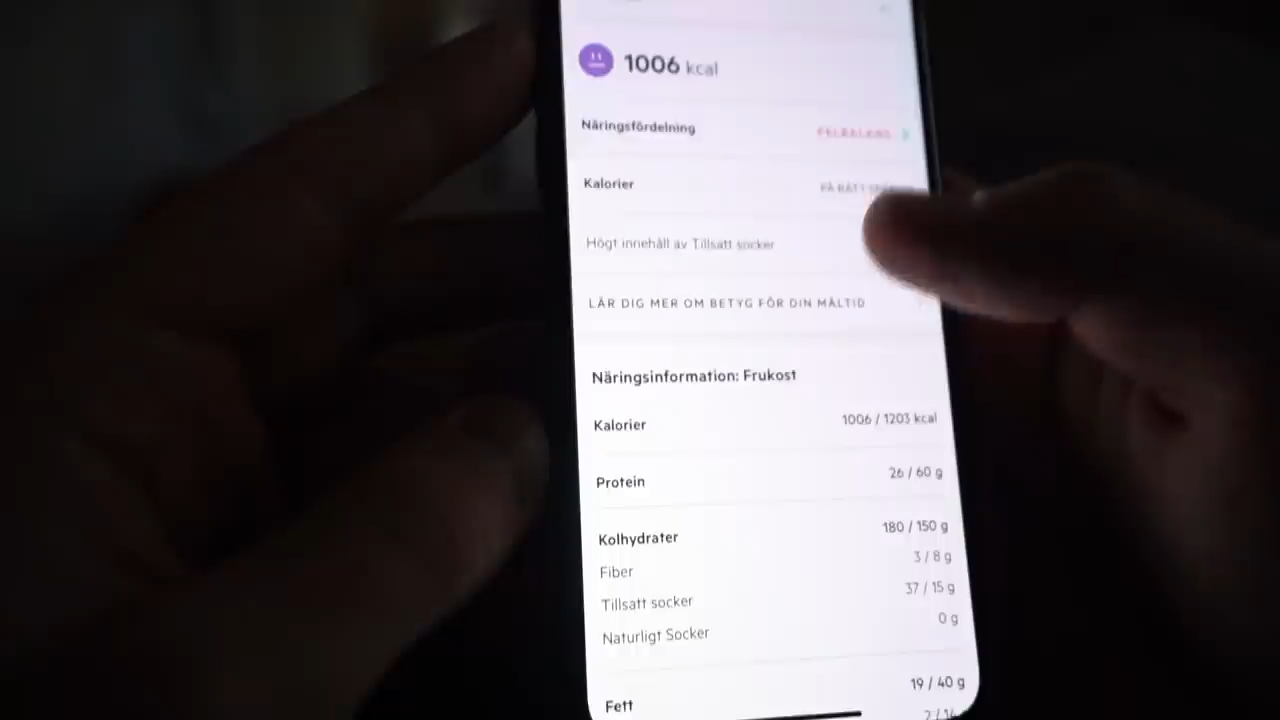 1006 kcal
Näringsfördelning
Kalorier PÅ RÄTT
Högt innehåll av Tillsatt socker
LÄR DIG MER OM BETYG FÖR DIN MÅLTID
Näringsinformation: Frukost
Kalorier 1006 / 1203 kcal
Protein 26 / 60 g
Kolhydrater 180 / 150 g
Fiber 3 / 8 g
Tillsatt socker 37 / 15 g
Naturligt Socker 0 g
Fett 19 / 40 g